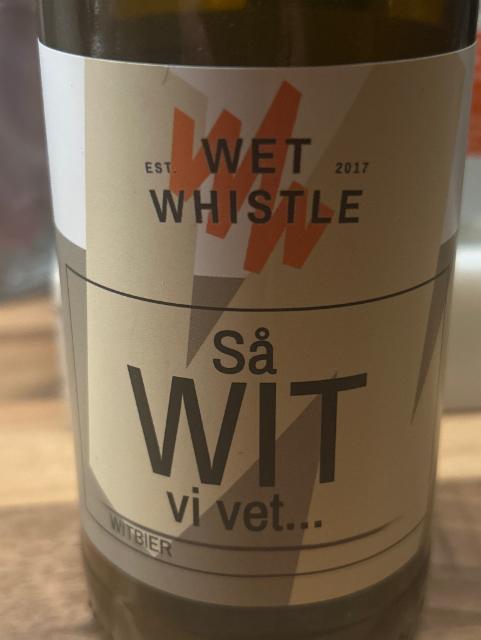 EST. WET 2017
WHISTLE
Så
WIT
vi vet...
WITBIER